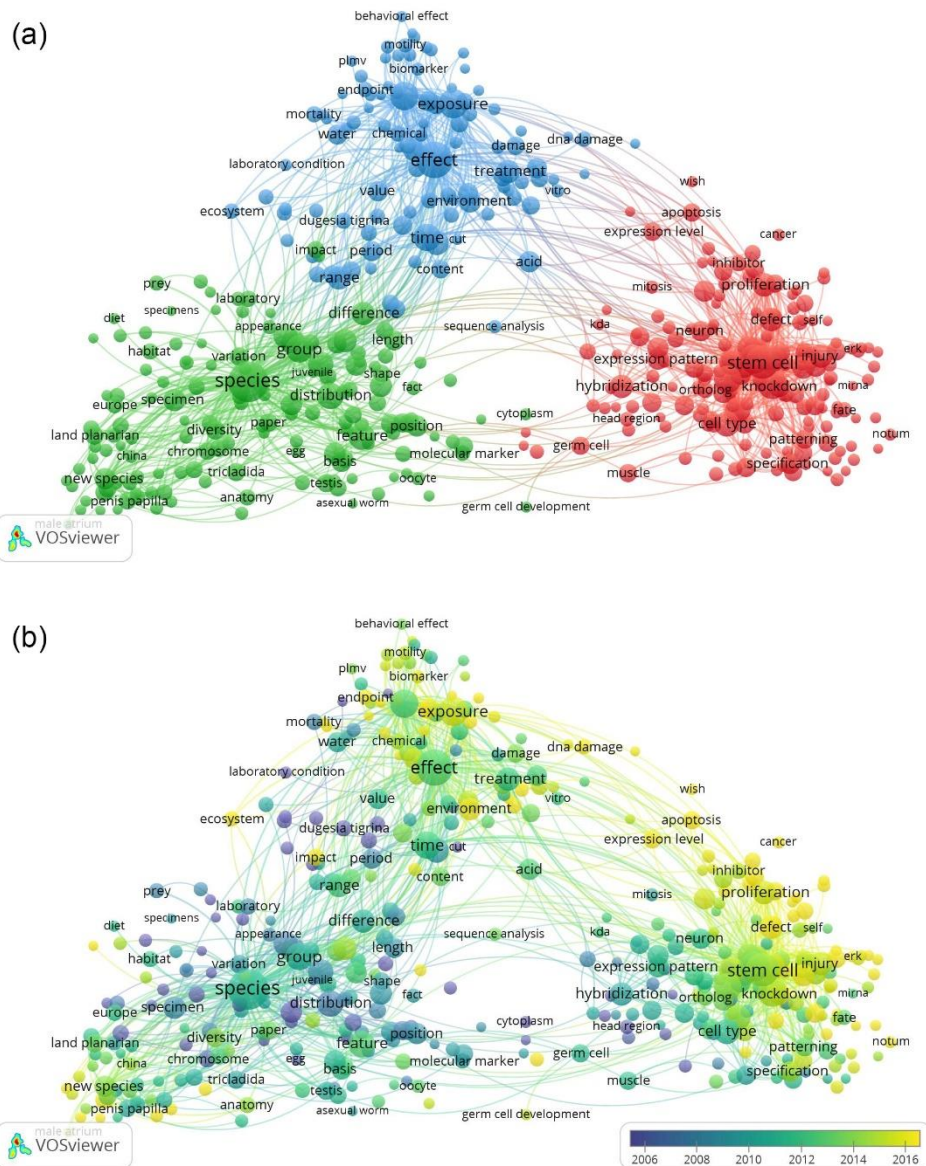 (a)
behavioral effect
motility
plmv
biomarker
endpoint
exposure
mortality
water
chemical
damage
dna damage
effect
laboratory condition
treatment
vitro
wish
value
environment
ecosystem
apoptosis
dugesia tigrina
expression level
cancer
time
cut
impact
period
acid
inhibitor
range
content
prey
laboratory
mitosis
proliferation
specimens
difference
diet
appearance
sequence analysis
kda
defect
self
habitat
variation
group
length
neuron
species
juvenile
shape
expression pattern
stem cell
injury
erk
europe
specimen
distribution
fact
hybridization
ortholog
knockdown
mirna
land planarian
diversity
paper
feature
position
cytoplasm
head region
cell type
fate
china
chromosome
egg
basis
molecular marker
germ cell
patterning
notum
new species
tricladida
testis
oocyte
muscle
specification
penis papilla
anatomy
asexual worm
germ cell development
male atrium
VOSviewer
(b)
behavioral effect
motility
plmv
biomarker
endpoint
exposure
mortality
water
chemical
damage
dna damage
effect
laboratory condition
treatment
vitro
wish
value
environment
ecosystem
apoptosis
dugesia tigrina
expression level
cancer
time
cut
impact
period
acid
inhibitor
range
content
prey
laboratory
mitosis
proliferation
specimens
difference
diet
appearance
sequence analysis
kda
defect
self
habitat
variation
group
length
neuron
species
juvenile
shape
expression pattern
stem cell
injury
erk
europe
specimen
distribution
fact
hybridization
ortholog
knockdown
mirna
land planarian
diversity
paper
feature
position
cytoplasm
head region
cell type
fate
china
chromosome
egg
basis
molecular marker
germ cell
patterning
notum
new species
tricladida
testis
oocyte
muscle
specification
penis papilla
anatomy
asexual worm
germ cell development
male atrium
VOSviewer
2006 2008 2010 2012 2014 2016